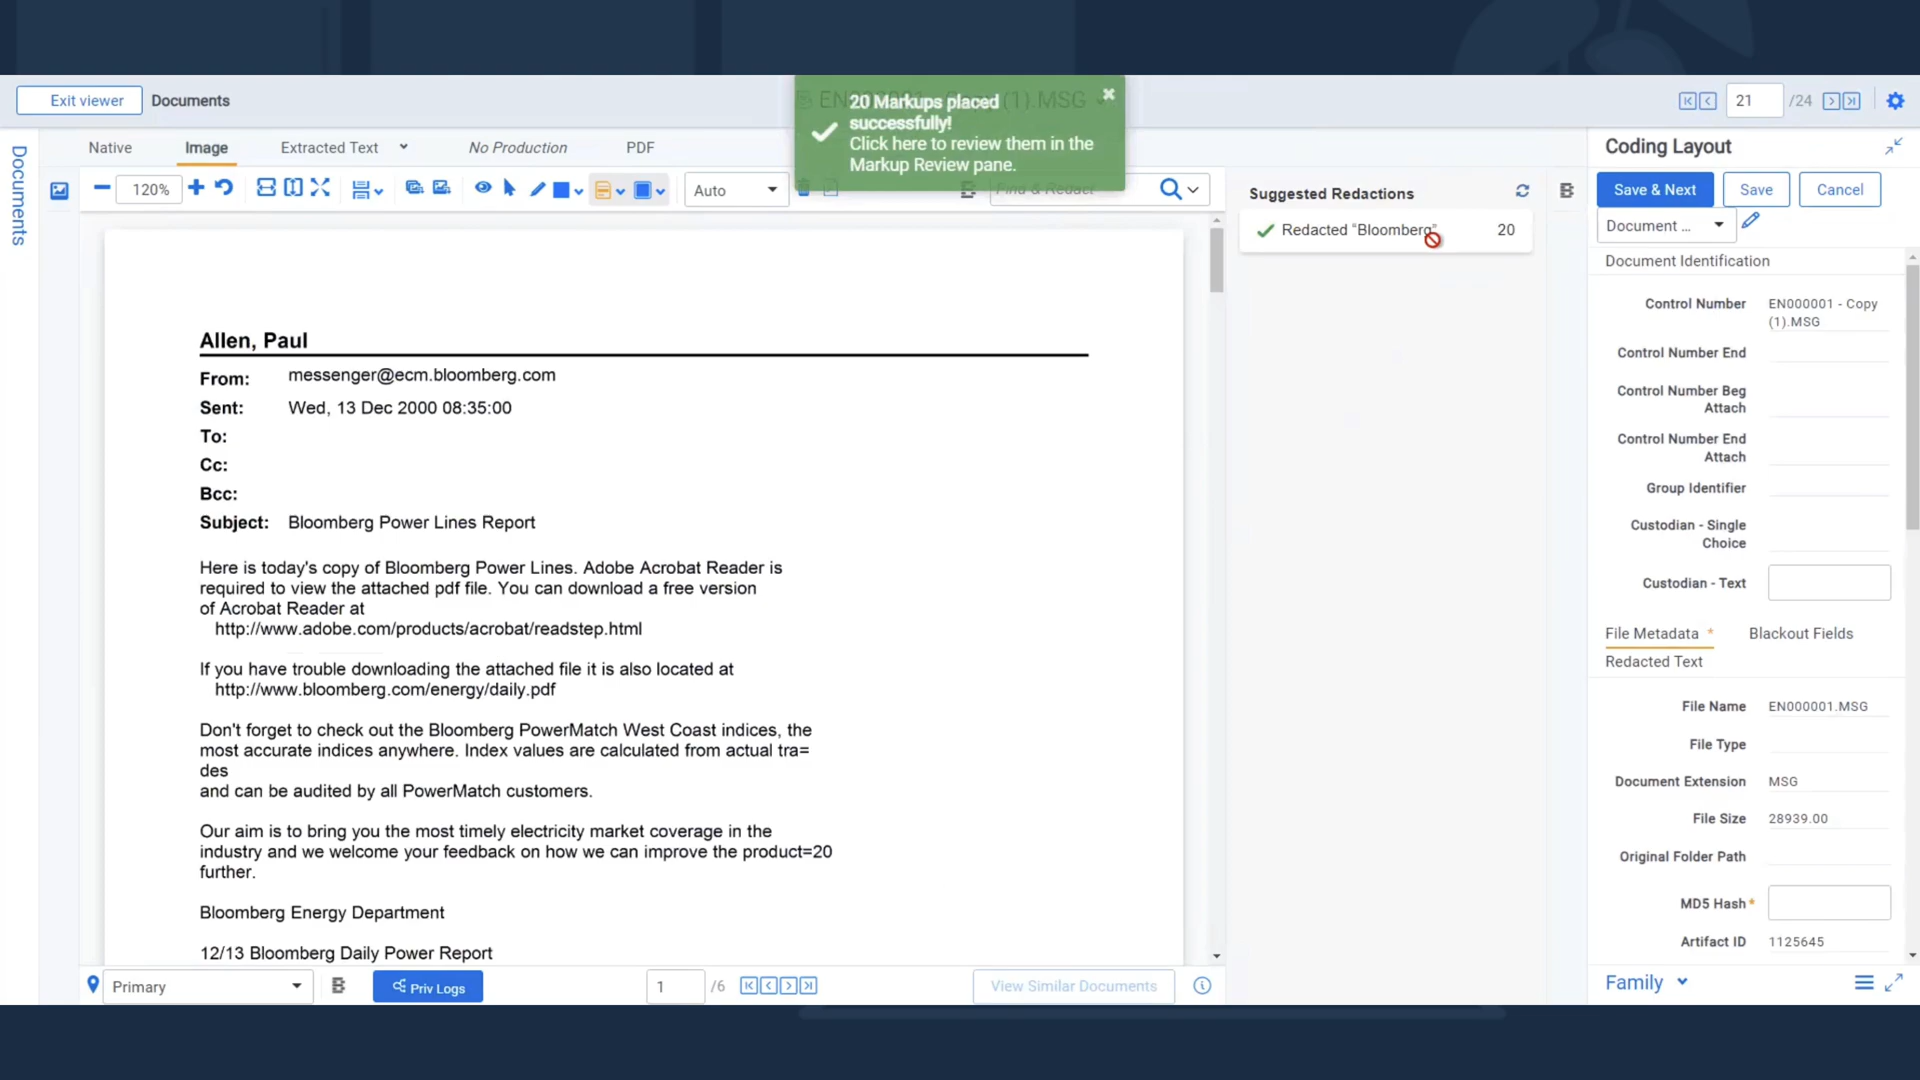 Exit viewer
Documents
EN000001 - Copy (1).MSG
20 Markups placed
successfully!
Click here to review them in the
Markup Review pane.
21
/24
Documents
Native
Image
Extracted Text
No Production
PDF
120%
Auto
Find & Redact
Suggested Redactions
Redacted “Bloomberg”
20
Allen, Paul
From: messenger@ecm.bloomberg.com
Sent: Wed, 13 Dec 2000 08:35:00
To:
Cc:
Bcc:
Subject: Bloomberg Power Lines Report
Here is today's copy of Bloomberg Power Lines. Adobe Acrobat Reader is
required to view the attached pdf file. You can download a free version
of Acrobat Reader at
http://www.adobe.com/products/acrobat/readstep.html
If you have trouble downloading the attached file it is also located at
http://www.bloomberg.com/energy/daily.pdf
Don't forget to check out the Bloomberg PowerMatch West Coast indices, the
most accurate indices anywhere. Index values are calculated from actual tra=
des
and can be audited by all PowerMatch customers.
Our aim is to bring you the most timely electricity market coverage in the
industry and we welcome your feedback on how we can improve the product=20
further.
Bloomberg Energy Department
12/13 Bloomberg Daily Power Report
Primary
Priv Logs
1
/6
View Similar Documents
Coding Layout
Save & Next
Save
Cancel
Document ...
Document Identification
Control Number EN000001 - Copy
(1).MSG
Control Number End
Control Number Beg
Attach
Control Number End
Attach
Group Identifier
Custodian - Single
Choice
Custodian - Text
File Metadata *
Blackout Fields
Redacted Text
File Name EN000001.MSG
File Type
Document Extension MSG
File Size 28939.00
Original Folder Path
MD5 Hash*
Artifact ID 1125645
Family